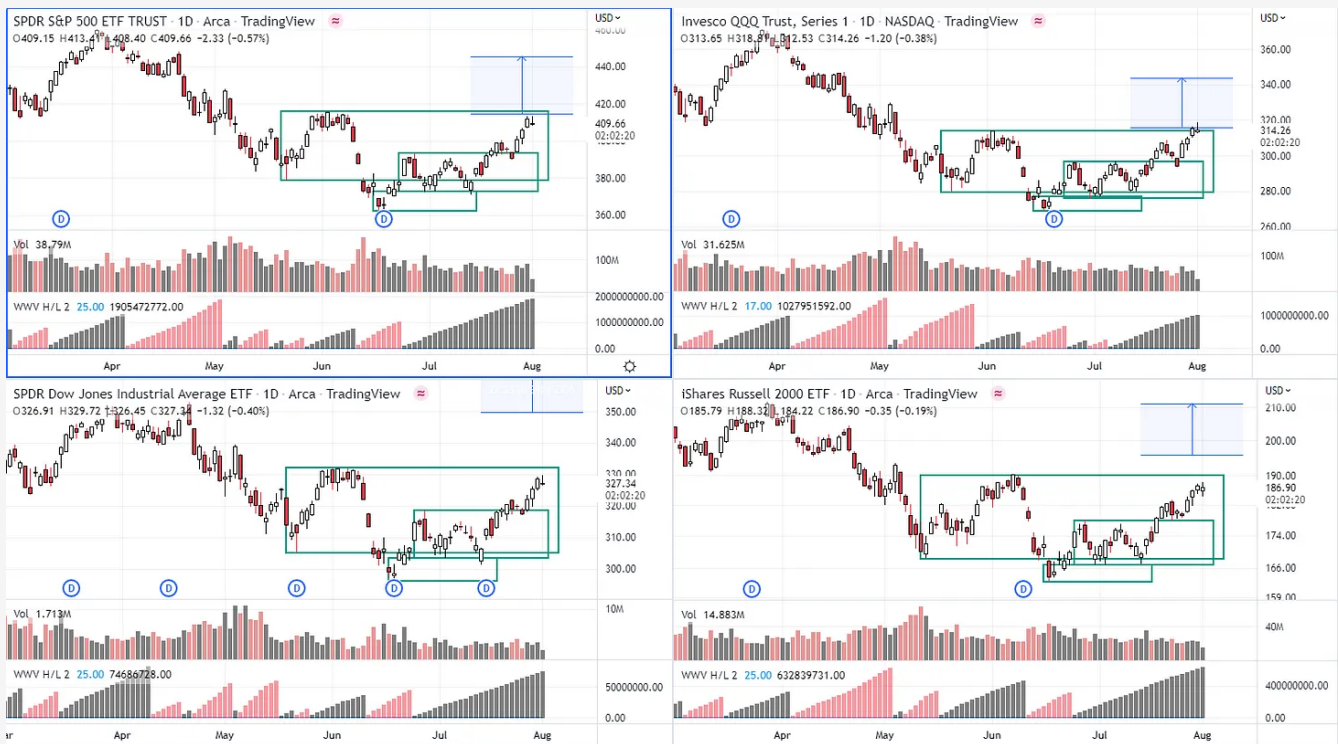 SPDR S&P 500 ETF TRUST · 1D · Arca · TradingView
USD
O409.15 H413.41 L408.40 C409.66 -2.33 (-0.57%)
460.00
440.00
420.00
409.66
02:02:20
400.00
380.00
360.00
D
D
Vol 38.79M
100M
WWV H/L 2 25.00 1905472772.00
2000000000.00
1000000000.00
0.00
Apr May Jun Jul Aug
Invesco QQQ Trust, Series 1 · 1D · NASDAQ · TradingView
USD
O313.65 H318.81 L312.53 C314.26 -1.20 (-0.38%)
360.00
340.00
320.00
314.26
02:02:20
300.00
280.00
260.00
D
D
Vol 31.625M
100M
WWV H/L 2 17.00 1027951592.00
1000000000.00
0.00
Apr May Jun Jul Aug
SPDR Dow Jones Industrial Average ETF · 1D · Arca · TradingView
USD
O326.91 H329.72 L326.45 C327.34 -1.32 (-0.40%)
350.00
340.00
330.00
327.34
02:02:20
320.00
310.00
300.00
D
D
D
D
D
Vol 1.713M
10M
WWV H/L 2 25.00 74686728.00
50000000.00
0.00
Apr May Jun Jul Aug
iShares Russell 2000 ETF · 1D · Arca · TradingView
USD
O185.79 H188.32 L184.22 C186.90 -0.35 (-0.19%)
210.00
200.00
190.00
186.90
02:02:20
182.00
174.00
166.00
159.00
D
D
Vol 14.883M
40M
WWV H/L 2 25.00 632839731.00
400000000.00
0.00
Apr May Jun Jul Aug